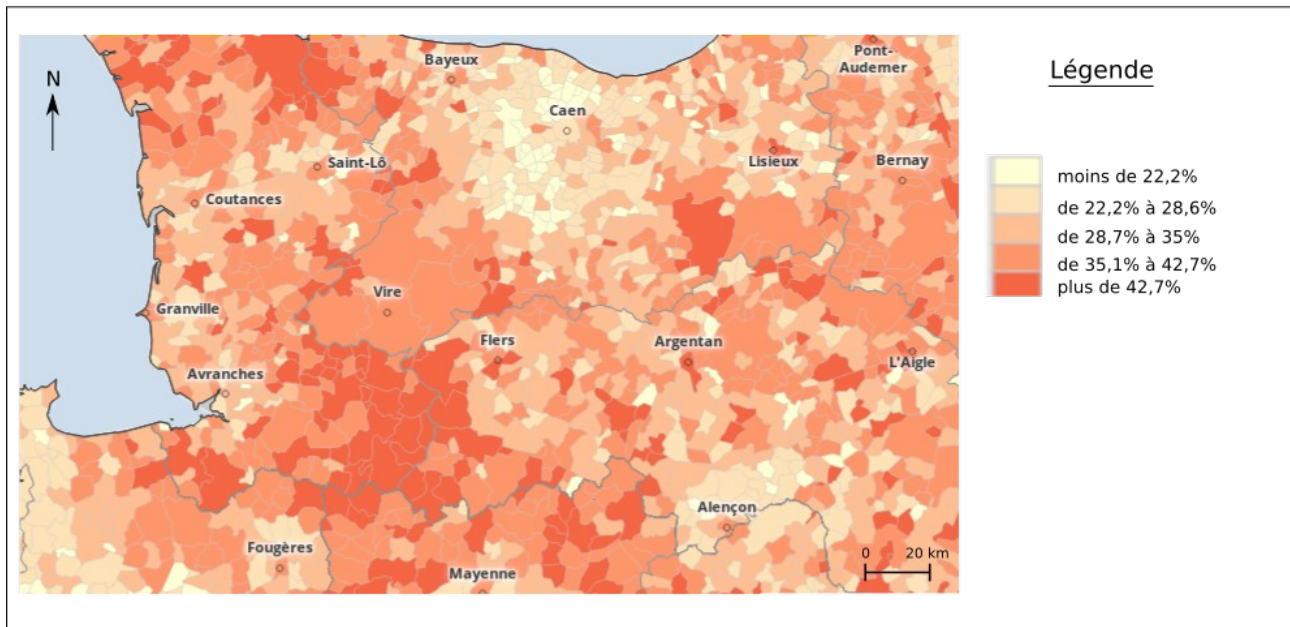 N
Bayeux
Pont-
Audemer
Caen
Saint-Lô
Lisieux
Bernay
Coutances
Vire
Granville
Flers
Argentan
L'Aigle
Avranches
Alençon
Fougères
Mayenne
0 20 km
Légende
moins de 22,2%
de 22,2% à 28,6%
de 28,7% à 35%
de 35,1% à 42,7%
plus de 42,7%